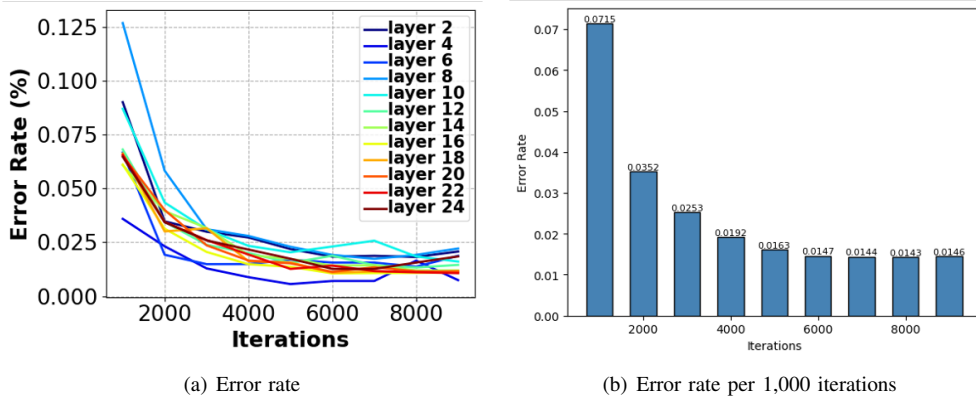 0.125
0.100
0.075
0.050
0.025
0.000
Error Rate (%)
2000 4000 6000 8000
Iterations
layer 2
layer 4
layer 6
layer 8
layer 10
layer 12
layer 14
layer 16
layer 18
layer 20
layer 22
layer 24
(a) Error rate
0.07
0.06
0.05
0.04
0.03
0.02
0.01
0.00
Error Rate
0.0715
0.0352
0.0253
0.0192
0.0163
0.0147
0.0144
0.0143
0.0146
2000 4000 6000 8000
Iterations
(b) Error rate per 1,000 iterations